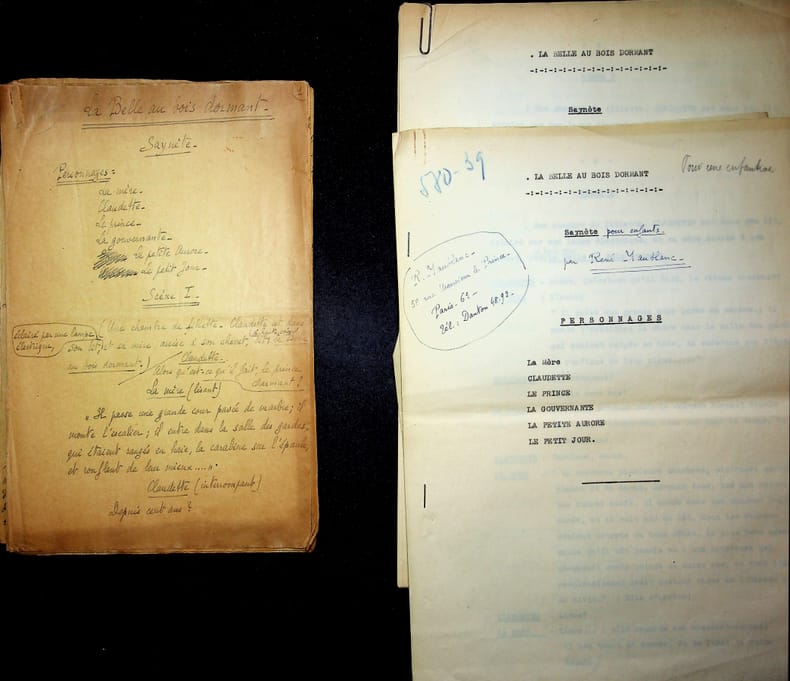 La Belle au bois dormant.
Saynète.
Personnages:
La mère.
Claudette.
Le prince.
La gouvernante.
La petite Aurore.
Le petit Jour.
Scène I.
éclairé par une lampe
électrique,
(Une chambre de fillette. Claudette est dans
son lit, et sa mère assise à son chevet, lit
au bois dormant.)
Claudette.
Alors qu'est-ce qu'il fait, le prince
charmant?
La mère (lisant)
"Il passe une grande cour pavée de marbre; il
monte l'escalier; il entre dans la salle des gardes,
qui étaient rangés en haie, la carabine sur l'épaule,
et ronflent de leur mieux...."
Claudette (interrompant)
Depuis cent ans?
. LA BELLE AU BOIS DORMANT
-:-:-:-:-:-:-:-:-:-:-:-:-:-
Saynète
580-39
Pour une enfantine
. LA BELLE AU BOIS DORMANT
-:-:-:-:-:-:-:-:-:-:-:-:-:-
Saynète pour enfants.
par René Maublanc.
R. Maublanc.
rue Monsieur le Prince.
Paris. 6e.
Tél: Danton 48.92.
PERSONNAGES
La Mère
CLAUDETTE
LE PRINCE
LA GOUVERNANTE
LA PETITE AURORE
LE PETIT JOUR.